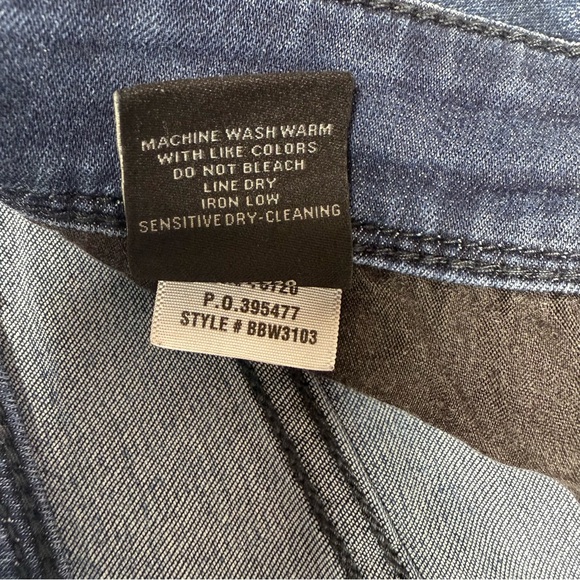 MACHINE WASH WARM
WITH LIKE COLORS
DO NOT BLEACH
LINE DRY
IRON LOW
SENSITIVE DRY-CLEANING
P.O.395477
STYLE # BBW3103